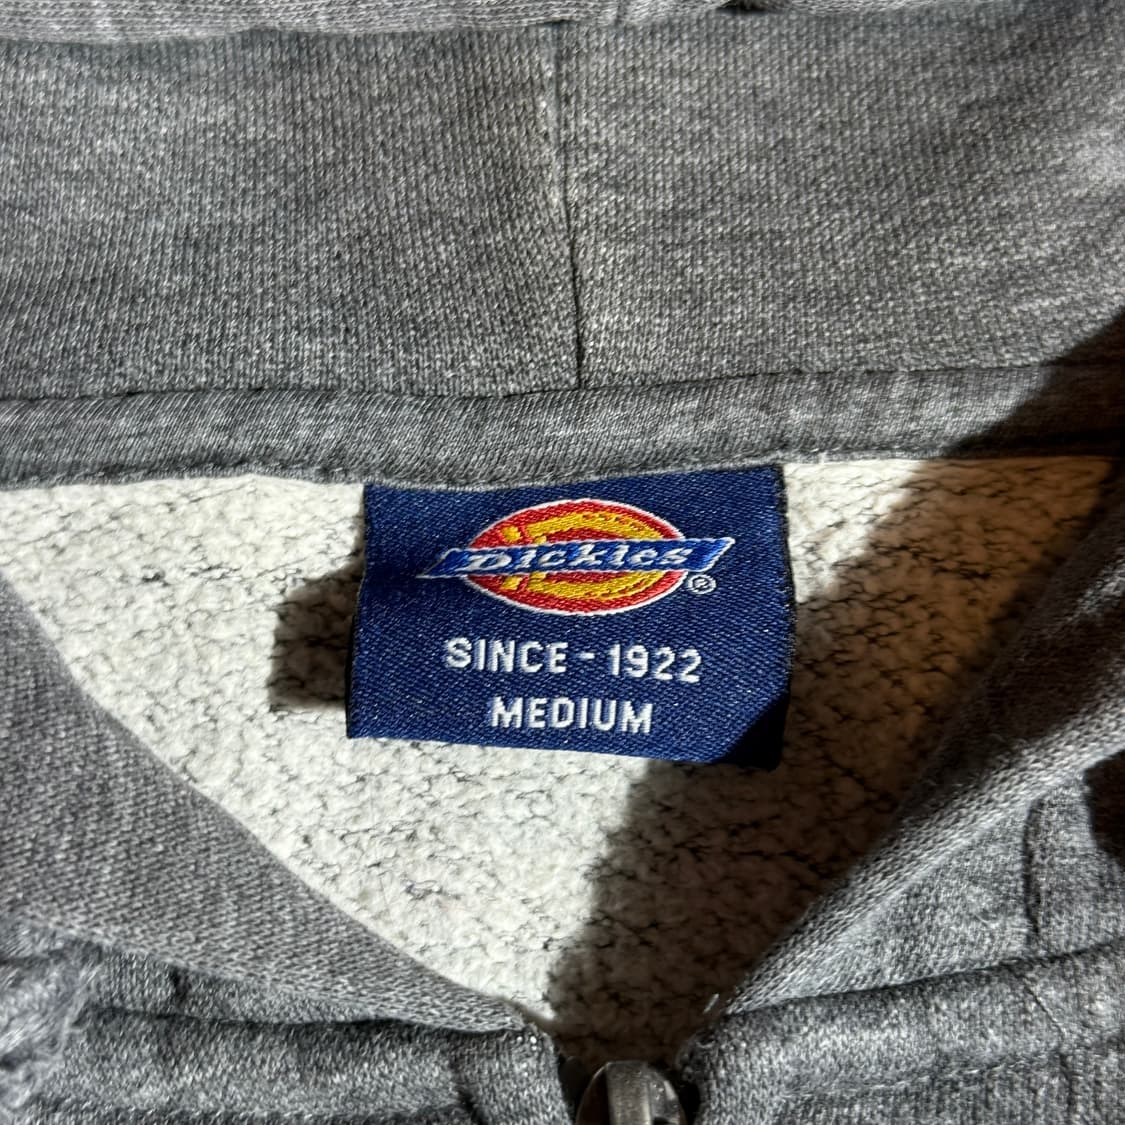 Dickies
®
SINCE - 1922
MEDIUM